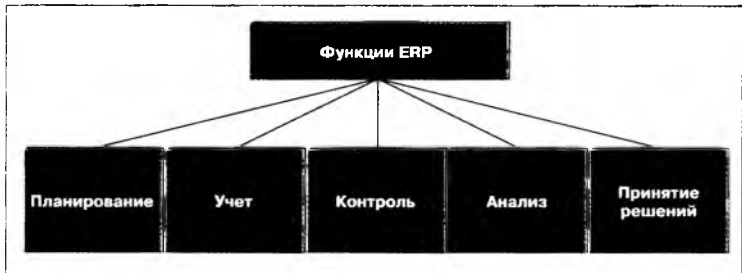 Функции ERP
Планирование
Учет
Контроль
Анализ
Принятие
решений